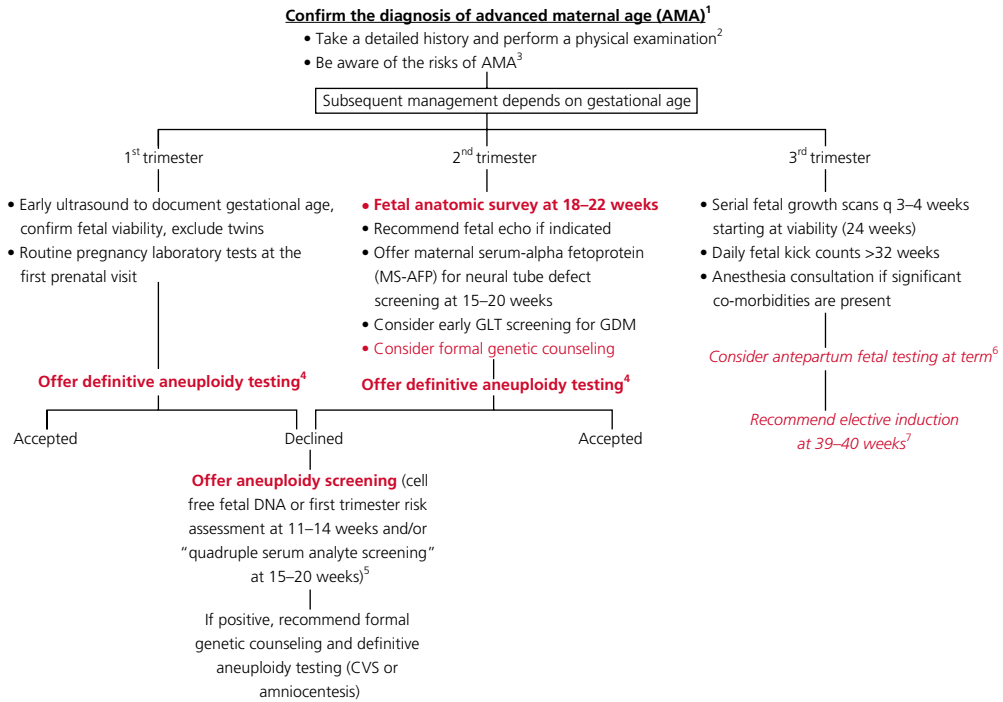 Confirm the diagnosis of advanced maternal age (AMA)¹
• Take a detailed history and perform a physical examination²
• Be aware of the risks of AMA³
Subsequent management depends on gestational age
1st trimester
• Early ultrasound to document gestational age,
confirm fetal viability, exclude twins
• Routine pregnancy laboratory tests at the
first prenatal visit
Offer definitive aneuploidy testing⁴
Accepted
Declined
2nd trimester
• Fetal anatomic survey at 18–22 weeks
• Recommend fetal echo if indicated
• Offer maternal serum-alpha fetoprotein
(MS-AFP) for neural tube defect
screening at 15–20 weeks
• Consider early GLT screening for GDM
• Consider formal genetic counseling
Offer definitive aneuploidy testing⁴
Accepted
Offer aneuploidy screening (cell
free fetal DNA or first trimester risk
assessment at 11–14 weeks and/or
“quadruple serum analyte screening”
at 15–20 weeks)⁵
If positive, recommend formal
genetic counseling and definitive
aneuploidy testing (CVS or
amniocentesis)
3rd trimester
• Serial fetal growth scans q 3–4 weeks
starting at viability (24 weeks)
• Daily fetal kick counts >32 weeks
• Anesthesia consultation if significant
co-morbidities are present
Consider antepartum fetal testing at term⁶
Recommend elective induction
at 39–40 weeks⁷